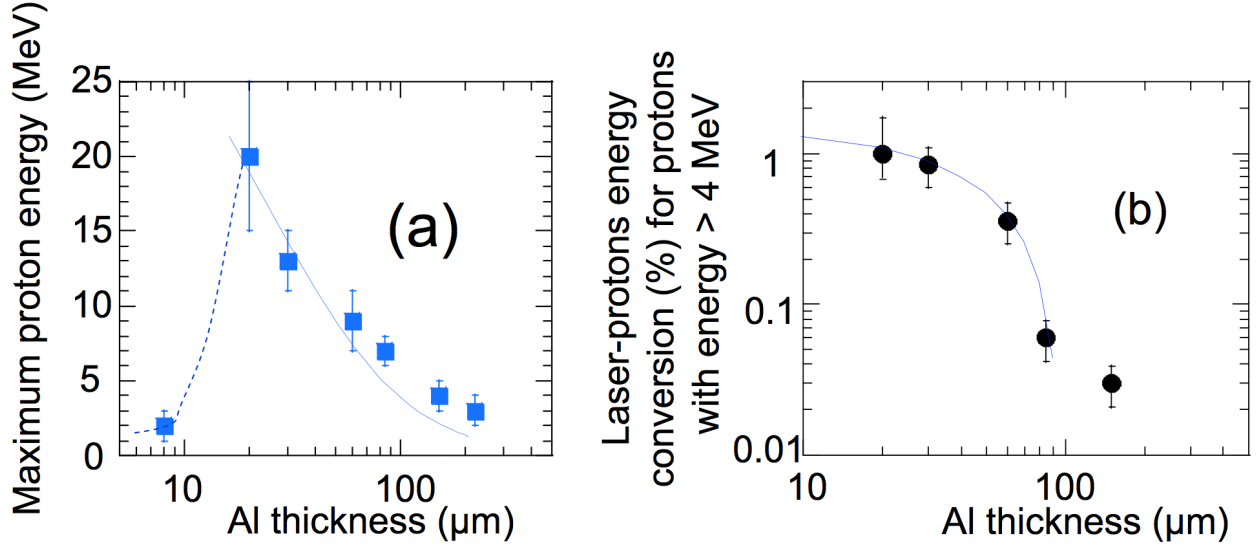 Maximum proton energy (MeV)
25
20
15
10
5
0
(a)
10
100
Al thickness (μm)
Laser-protons energy
conversion (%) for protons
with energy > 4 MeV
1
0.1
0.01
(b)
10
100
Al thickness (μm)